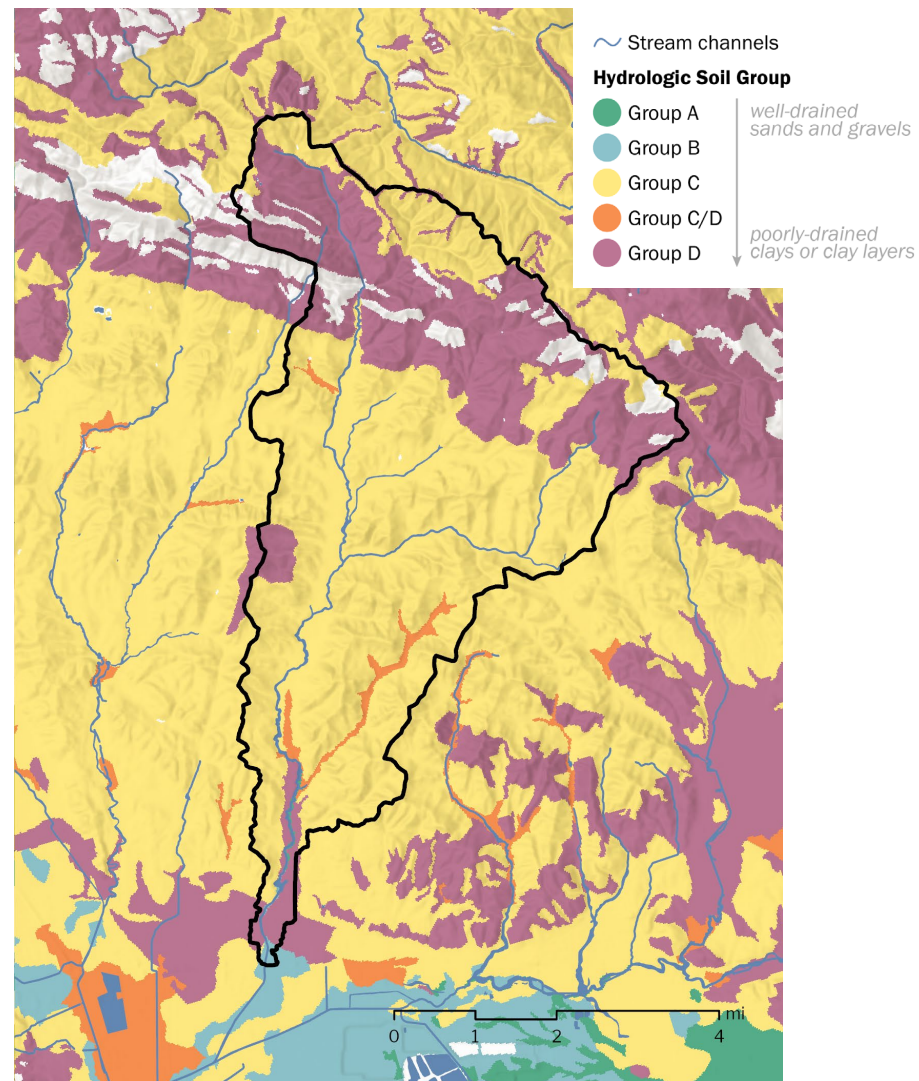 Stream channels
Hydrologic Soil Group
Group A
Group B
Group C
Group C/D
Group D
well-drained
sands and gravels
poorly-drained
clays or clay layers
mi
0 1 2 4